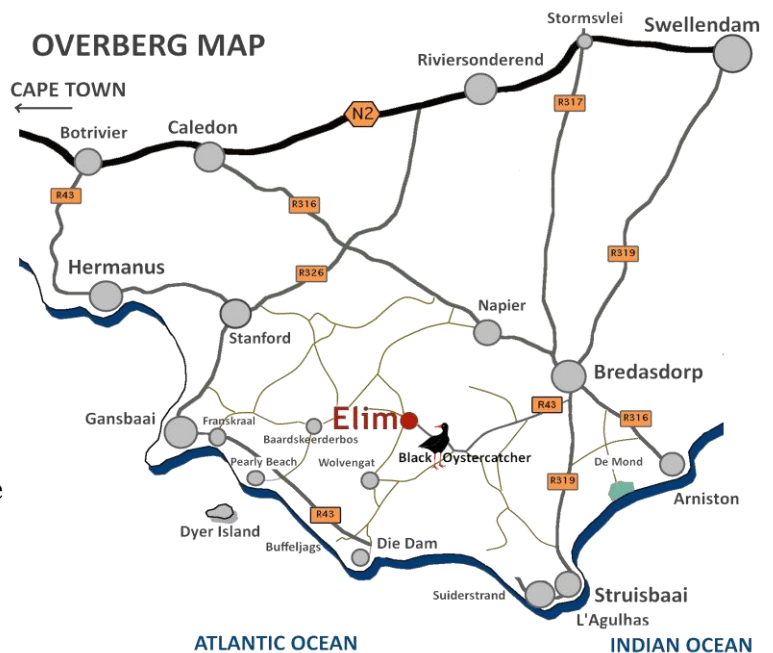 Stormsvlei
Swellendam
OVERBERG MAP
Riviersonderend
CAPE TOWN
R317
N2
Botrivier
Caledon
R43
R316
R319
Hermanus
R326
Napier
Stanford
Bredasdorp
Gansbaai
Franskraal
Elim
R43
R316
Baardskeerderbos
Black Oystercatcher
Pearly Beach
Wolvengat
De Mond
R319
Arniston
Dyer Island
R43
Buffeljags
Die Dam
e
Suiderstrand
Struisbaai
L'Agulhas
ATLANTIC OCEAN
INDIAN OCEAN